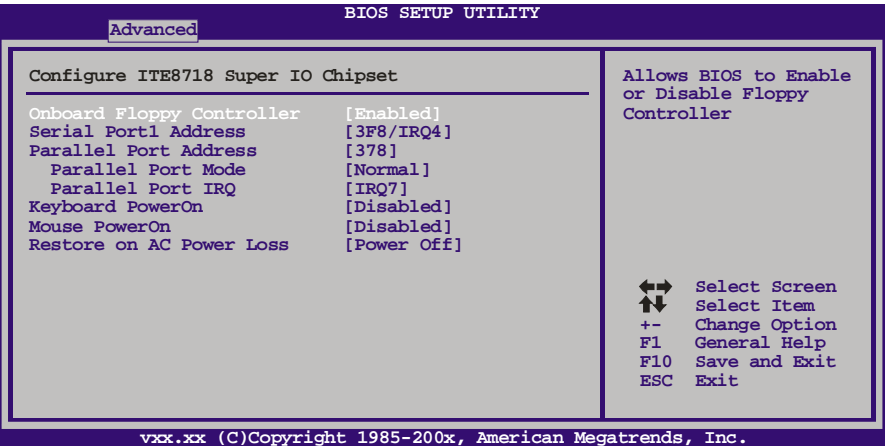 BIOS SETUP UTILITY
Advanced
Configure ITE8718 Super IO Chipset
Onboard Floppy Controller [Enabled]
Serial Port1 Address [3F8/IRQ4]
Parallel Port Address [378]
Parallel Port Mode [Normal]
Parallel Port IRQ [IRQ7]
Keyboard PowerOn [Disabled]
Mouse PowerOn [Disabled]
Restore on AC Power Loss [Power Off]
Allows BIOS to Enable
or Disable Floppy
Controller
Select Screen
Select Item
+- Change Option
F1 General Help
F10 Save and Exit
ESC Exit
vxx.xx (C)Copyright 1985-200x, American Megatrends, Inc.